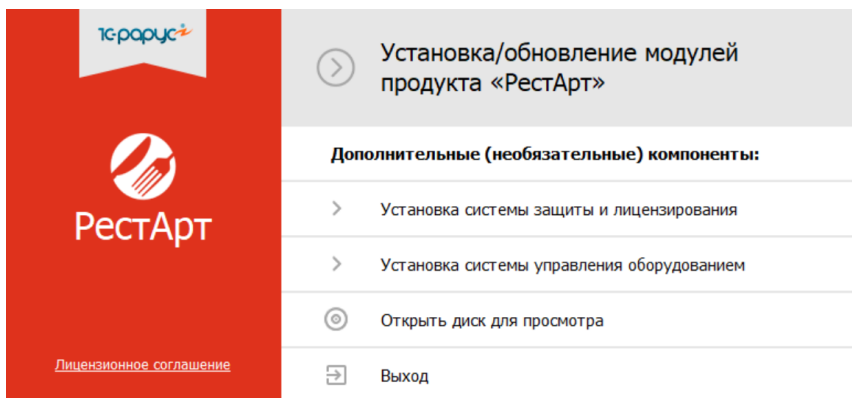 1С·рарус
РестАрт
Лицензионное соглашение
Установка/обновление модулей
продукта «РестАрт»
Дополнительные (необязательные) компоненты:
Установка системы защиты и лицензирования
Установка системы управления оборудованием
Открыть диск для просмотра
Выход